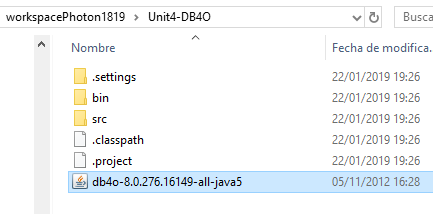 workspacePhoton1819 › Unit4-DB4O
Busca
Nombre Fecha de modifica.
.settings 22/01/2019 19:26
bin 22/01/2019 19:26
src 22/01/2019 19:26
.classpath 22/01/2019 19:26
.project 22/01/2019 19:26
db4o-8.0.276.16149-all-java5 05/11/2012 16:28